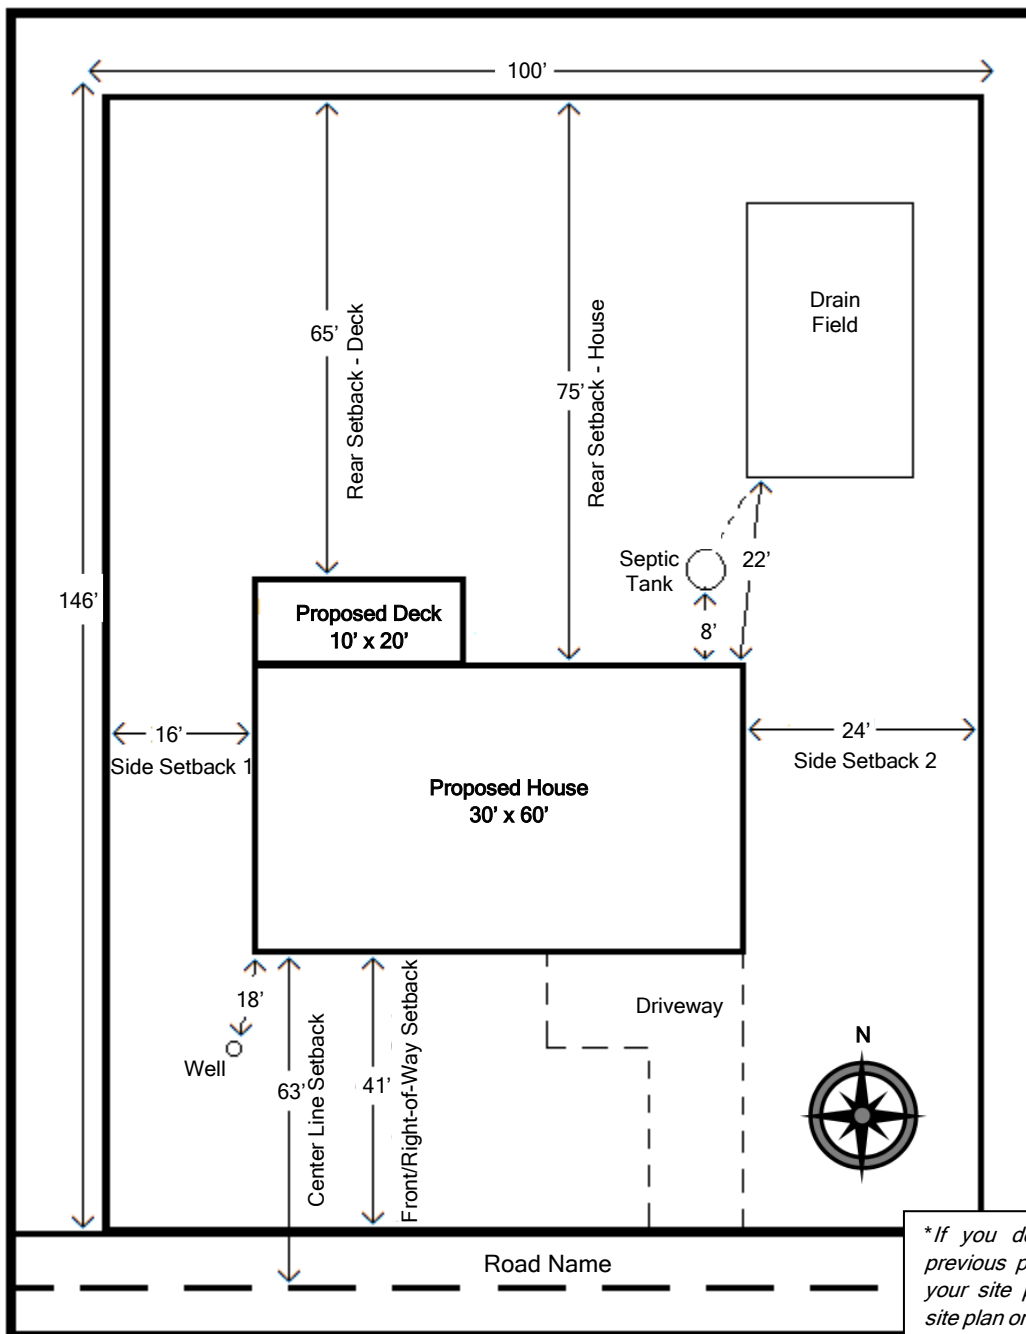 100'
65'
Rear Setback - Deck
75'
Rear Setback - House
Drain
Field
Septic
Tank
22'
8'
146'
Proposed Deck
10' x 20'
16'
Side Setback 1
24'
Side Setback 2
Proposed House
30' x 60'
18'
Well
63'
Center Line Setback
41'
Front/Right-of-Way Setback
Driveway
N
Road Name
*If you
previous
your site
site plan